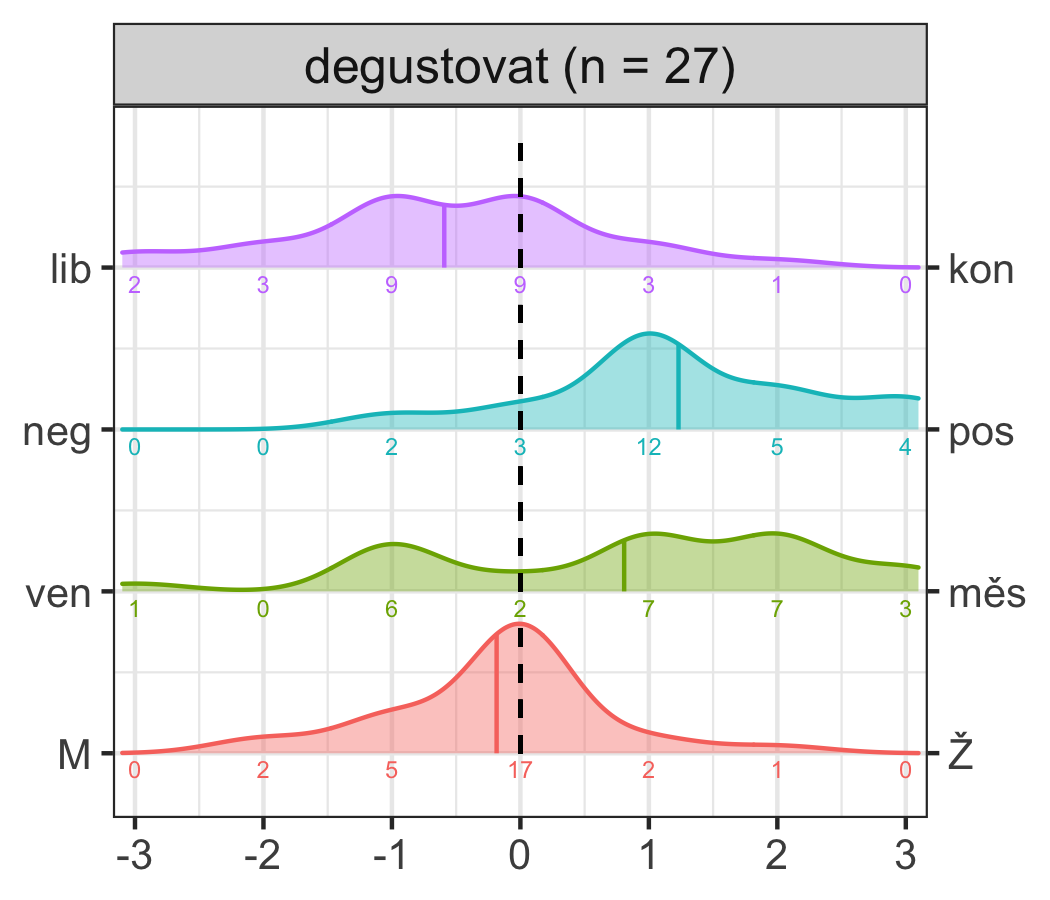 degustovat (n = 27)
lib kon
2 3 9 9 3 1 0
neg pos
0 0 2 3 12 5 4
ven měs
1 0 6 2 7 7 3
M Ž
0 2 5 17 2 1 0
-3 -2 -1 0 1 2 3